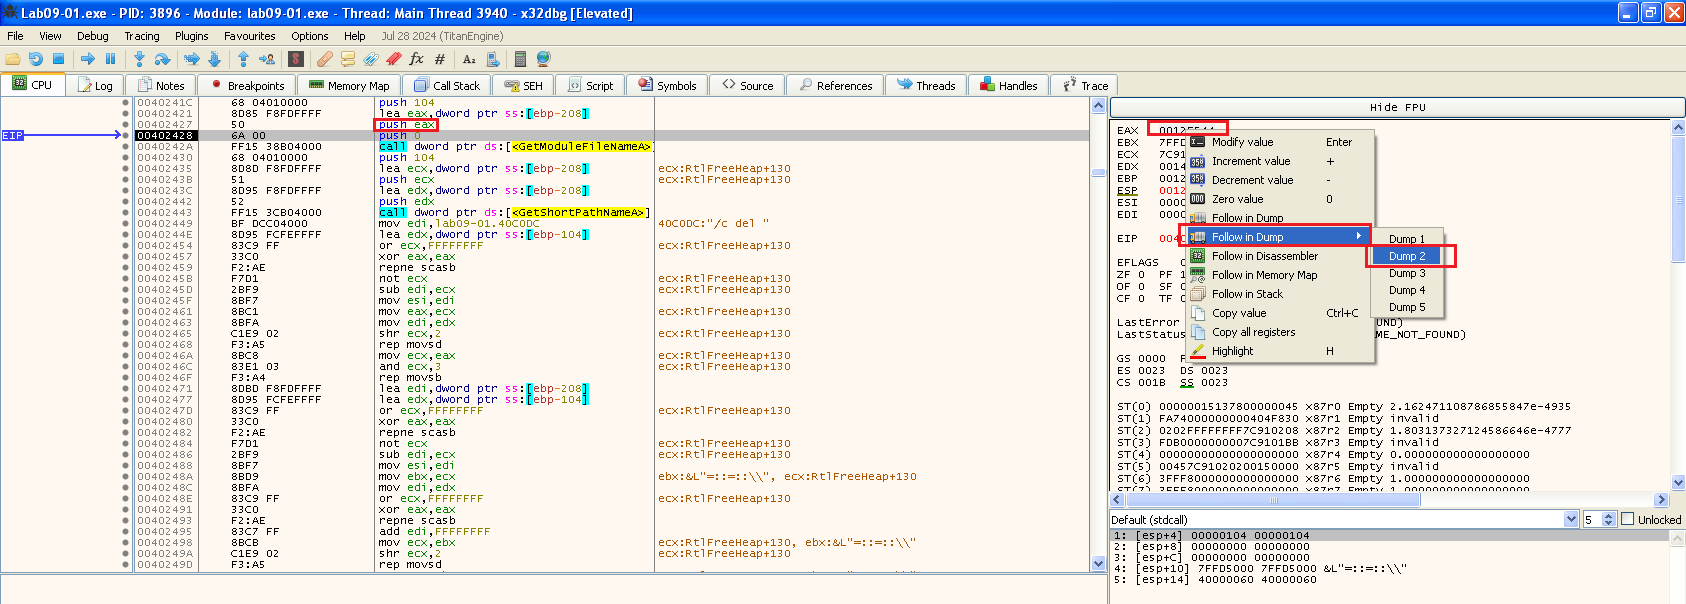 Lab09-01.exe - PID: 3896 - Module: lab09-01.exe - Thread: Main Thread 3940 - x32dbg [Elevated]
File View Debug Tracing Plugins Favourites Options Help Jul 28 2024 (TitanEngine)
CPU Log Notes Breakpoints Memory Map Call Stack SEH Script Symbols Source References Threads Handles Trace
0040241C 68 04010000 push 104
00402421 8D85 F8FDFFFF lea eax,dword ptr ss:[ebp-208]
00402427 50 push eax
EIP 00402428 6A 00 push 0
0040242A FF15 38B04000 call dword ptr ds:[<GetModuleFileNameA>]
00402430 68 04010000 push 104
00402435 8D8D F8FDFFFF lea ecx,dword ptr ss:[ebp-208] ecx:RtlFreeHeap+130
0040243B 51 push ecx ecx:RtlFreeHeap+130
0040243C 8D95 F8FDFFFF lea edx,dword ptr ss:[ebp-208]
00402442 52 push edx
00402443 FF15 3CB04000 call dword ptr ds:[<GetShortPathNameA>]
00402449 BF DCC04000 mov edi,lab09-01.40C0DC 40C0DC:"/c del "
0040244E 8D95 FCFEFFFF lea edx,dword ptr ss:[ebp-104]
00402454 83C9 FF or ecx,FFFFFFFF ecx:RtlFreeHeap+130
00402457 33C0 xor eax,eax
00402459 F2:AE repne scasb
0040245B F7D1 not ecx ecx:RtlFreeHeap+130
0040245D 2BF9 sub edi,ecx ecx:RtlFreeHeap+130
0040245F 8BF7 mov esi,edi
00402461 8BC1 mov eax,ecx ecx:RtlFreeHeap+130
00402463 8BFA mov edi,edx
00402465 C1E9 02 shr ecx,2 ecx:RtlFreeHeap+130
00402468 F3:A5 rep movsd
0040246A 8BC8 mov ecx,eax ecx:RtlFreeHeap+130
0040246C 83E1 03 and ecx,3 ecx:RtlFreeHeap+130
0040246F F3:A4 rep movsb
00402471 8DBD F8FDFFFF lea edi,dword ptr ss:[ebp-208]
00402477 8D95 FCFEFFFF lea edx,dword ptr ss:[ebp-104]
0040247D 83C9 FF or ecx,FFFFFFFF ecx:RtlFreeHeap+130
00402480 33C0 xor eax,eax
00402482 F2:AE repne scasb
00402484 F7D1 not ecx ecx:RtlFreeHeap+130
00402486 2BF9 sub edi,ecx ecx:RtlFreeHeap+130
00402488 8BF7 mov esi,edi
0040248A 8BD9 mov ebx,ecx ebx:&L"=::=::\\", ecx:RtlFreeHeap+130
0040248C 8BFA mov edi,edx
0040248E 83C9 FF or ecx,FFFFFFFF ecx:RtlFreeHeap+130
00402491 33C0 xor eax,eax
00402493 F2:AE repne scasb
00402495 83C7 FF add edi,FFFFFFFF
00402498 8BCB mov ecx,ebx ecx:RtlFreeHeap+130, ebx:&L"=::=::\\"
0040249A C1E9 02 shr ecx,2 ecx:RtlFreeHeap+130
0040249D F3:A5 rep movsd
Hide FPU
EAX
EBX 7FFD
ECX 7C91
EDX 0014
EBP 0012
ESP 0012
ESI 0000
EDI 0000
EIP 0040
EFLAGS
ZF 0 PF 1
OF 0 SF 0
CF 0 TF 0
LastError OUND)
LastStatus ME_NOT_FOUND)
GS 0000
ES 0023 DS 0023
CS 001B SS 0023
Modify value Enter
Increment value +
Decrement value -
Zero value 0
Follow in Dump
Follow in Dump
Follow in Disassembler
Follow in Memory Map
Follow in Stack
Copy value Ctrl+C
Copy all registers
Highlight H
Dump 1
Dump 2
Dump 3
Dump 4
Dump 5
ST(0) 00000015137800000045 x87r0 Empty 2.162471108786855847e-4935
ST(1) FA74000000000404F830 x87r1 Empty invalid
ST(2) 0202FFFFFFFF7C910208 x87r2 Empty 1.803137327124586646e-4777
ST(3) FDB0000000007C9101BB x87r3 Empty invalid
ST(4) 00000000000000000000 x87r4 Empty 0.000000000000000000
ST(5) 00457C91020200150000 x87r5 Empty invalid
ST(6) 3FFF8000000000000000 x87r6 Empty 1.000000000000000000
ST(7) 3FFF8000000000000000 x87r7 Empty 1.000000000000000000
Default (stdcall) 5 Unlocked
1: [esp+4] 00000104 00000104
2: [esp+8] 00000000 00000000
3: [esp+C] 00000000 00000000
4: [esp+10] 7FFD5000 7FFD5000 &L"=::=::\\"
5: [esp+14] 40000060 40000060